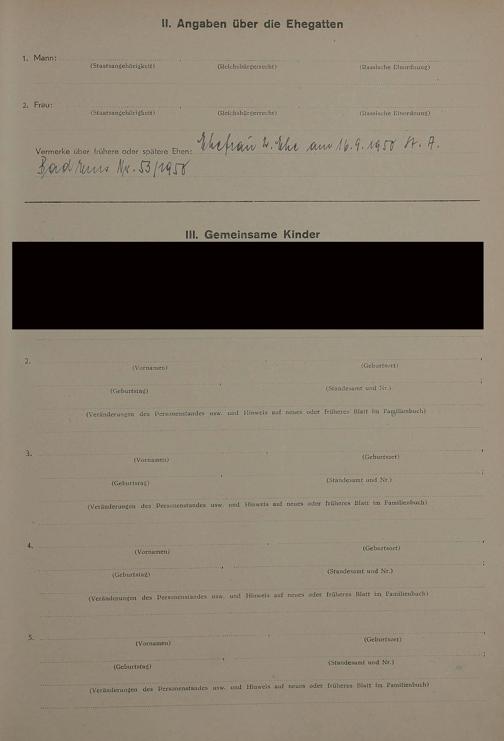 II. Angaben über die Ehegatten
1. Mann:
(Staatsangehörigkeit) (Reichsbürgerrecht) (Rassische Einordnung)
2. Frau:
(Staatsangehörigkeit) (Reichsbürgerrecht) (Rassische Einordnung)
Vermerke über frühere oder spätere Ehen: Ehefrau 2. Ehe am 16.9.1950 St. A.
Bad Ems Nr. 53/1950
III. Gemeinsame Kinder
2.
(Vornamen) (Geburtsort)
(Geburtstag) (Standesamt und Nr.)
(Veränderungen des Personenstandes usw. und Hinweis auf neues oder früheres Blatt im Familienbuch)
3.
(Vornamen) (Geburtsort)
(Geburtstag) (Standesamt und Nr.)
(Veränderungen des Personenstandes usw. und Hinweis auf neues oder früheres Blatt im Familienbuch)
4.
(Vornamen) (Geburtsort)
(Geburtstag) (Standesamt und Nr.)
(Veränderungen des Personenstandes usw. und Hinweis auf neues oder früheres Blatt im Familienbuch)
5.
(Vornamen) (Geburtsort)
(Geburtstag) (Standesamt und Nr.)
(Veränderungen des Personenstandes usw. und Hinweis auf neues oder früheres Blatt im Familienbuch)